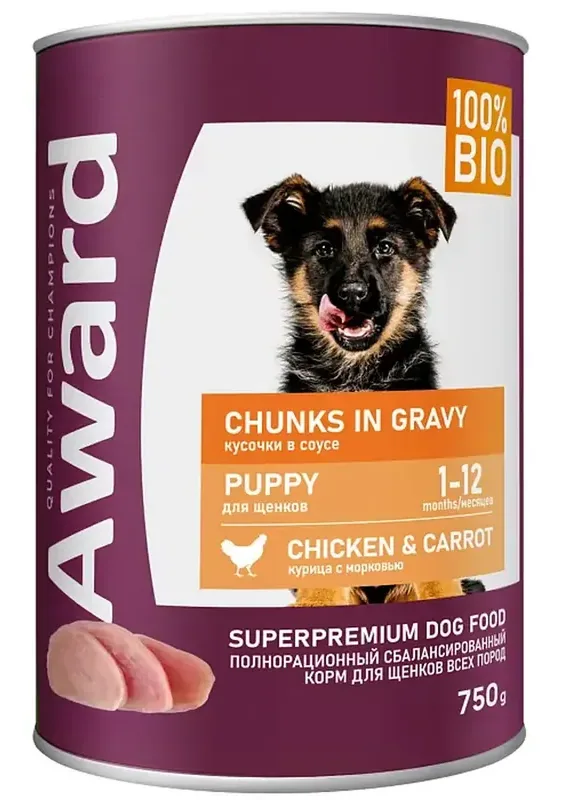 Award
QUALITY FOR CHAMPIONS
100%
BIO
CHUNKS IN GRAVY
кусочки в соусе
PUPPY
для щенков
1-12
months/месяцев
CHICKEN & CARROT
курица с морковью
SUPERPREMIUM DOG FOOD
ПОЛНОРАЦИОННЫЙ СБАЛАНСИРОВАННЫЙ
КОРМ ДЛЯ ЩЕНКОВ ВСЕХ ПОРОД
750g